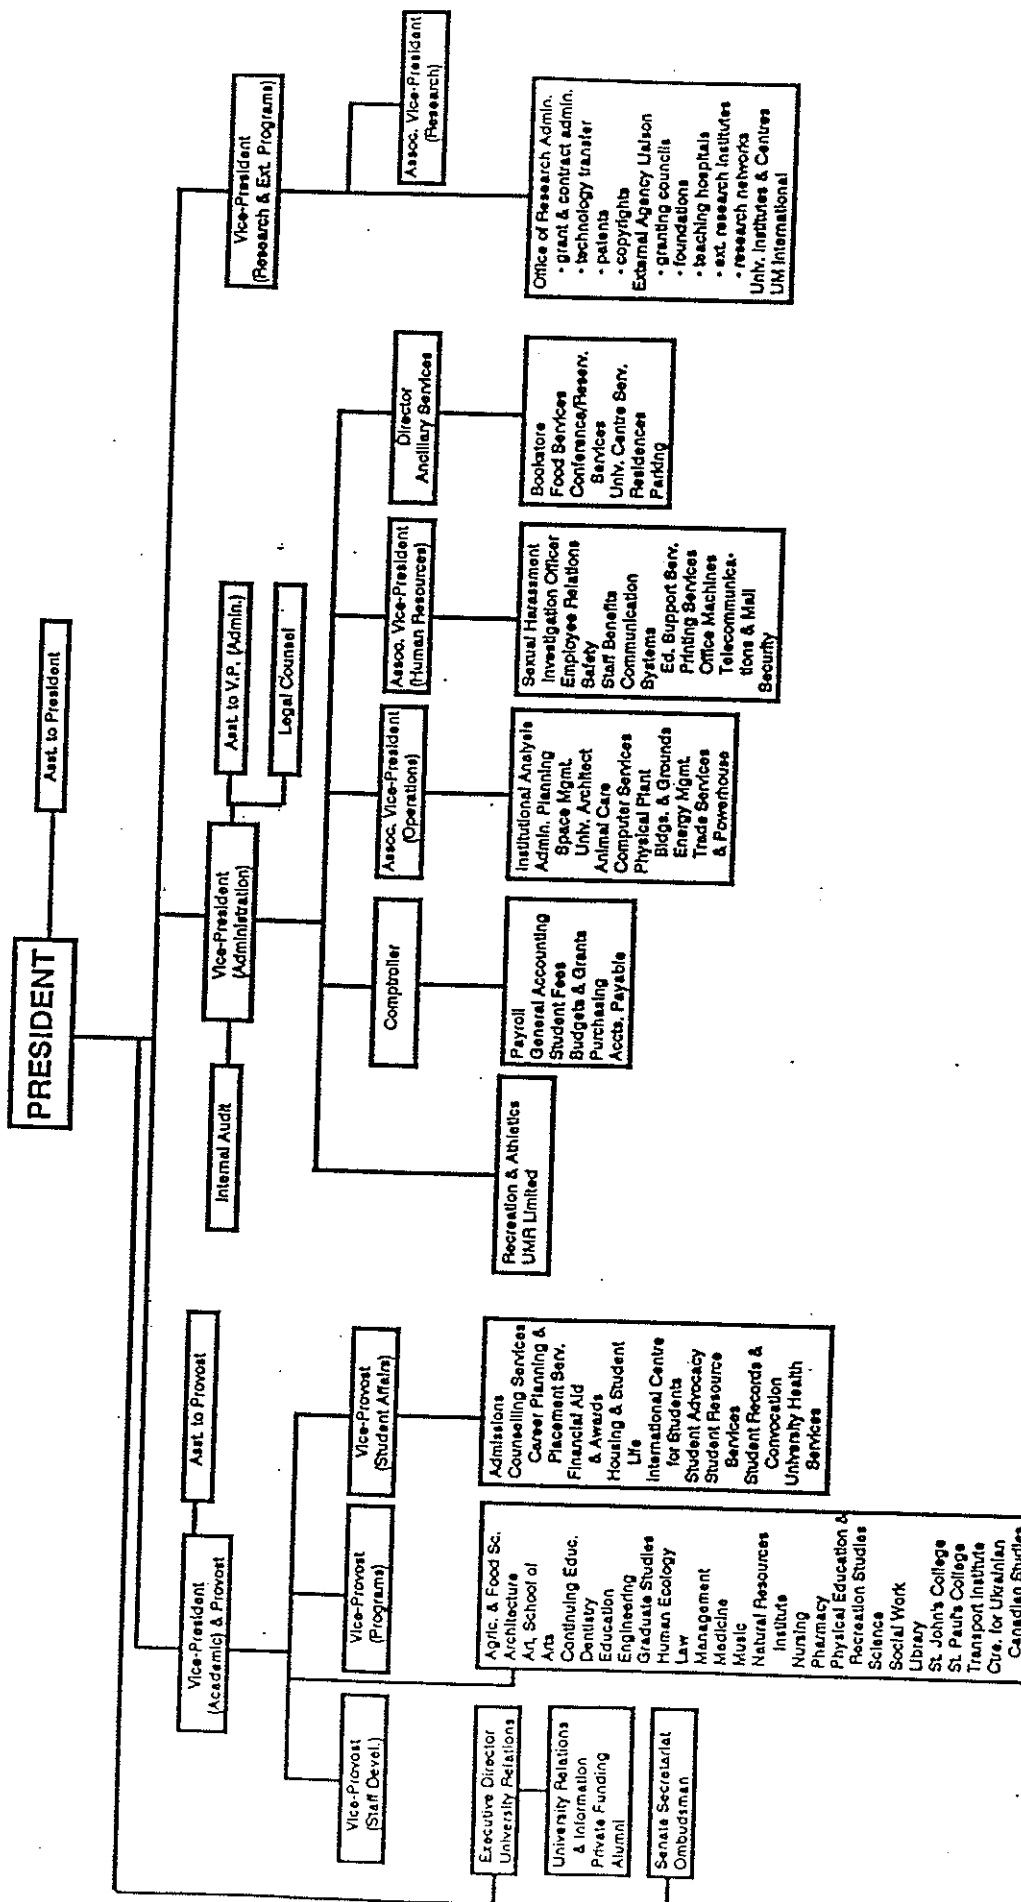 PRESIDENT
Asst. to President
Vice-President
(Academic) & Provost
Asst. to Provost
Internal Audit
Vice-President
(Administration)
Asst. to V.P. (Admin.)
Legal Counsel
Vice-President
(Research & Ext. Programs)
Assoc. Vice-President
(Research)
Vice-Provost
(Staff Devel.)
Vice-Provost
(Programs)
Vice-Provost
(Student Affairs)
Comptroller
Assoc. Vice-President
(Operations)
Assoc. Vice-President
(Human Resources)
Director
Ancillary Services
Executive Director
University Relations
University Relations
& Information
Private Funding
Alumni
Senate Secretariat
Ombudsman
Agric. & Food Sc.
Architecture
Art, School of
Arts
Continuing Educ.
Dentistry
Education
Engineering
Graduate Studies
Human Ecology
Law
Management
Medicine
Music
Natural Resources
Institute
Nursing
Pharmacy
Physical Education &
Recreation Studies
Science
Social Work
Library
St. John's College
St. Paul's College
Transport Institute
Ctre. for Ukrainian
Canadian Studies
Admissions
Counselling Services
Career Planning &
Placement Serv.
Financial Aid
& Awards
Housing & Student
Life
International Centre
for Students
Student Advocacy
Student Resource
Services
Student Records &
Convocation
University Health
Services
Recreation & Athletics
UMR Limited
Payroll
General Accounting
Student Fees
Budgets & Grants
Purchasing
Accts. Payable
Institutional Analysis
Admin. Planning
Space Mgmt.
Univ. Architect
Animal Care
Computer Services
Physical Plant
Bldgs. & Grounds
Energy Mgmt.
Trade Services
& Powerhouse
Sexual Harassment
Investigation Officer
Employee Relations
Safety
Staff Benefits
Communication
Systems
Ed. Support Serv.
Printing Services
Office Machines
Telecommunica-
tions & Mail
Security
Bookstore
Food Services
Conference/Reserv.
Services
Univ. Centre Serv.
Residences
Parking
Office of Research Admin.
• grant & contract admin.
• technology transfer
• patents
• copyrights
External Agency Liaison
• granting councils
• foundations
• teaching hospitals
• ext. research institutes
• research networks
Univ. Institutes & Centres
UM International